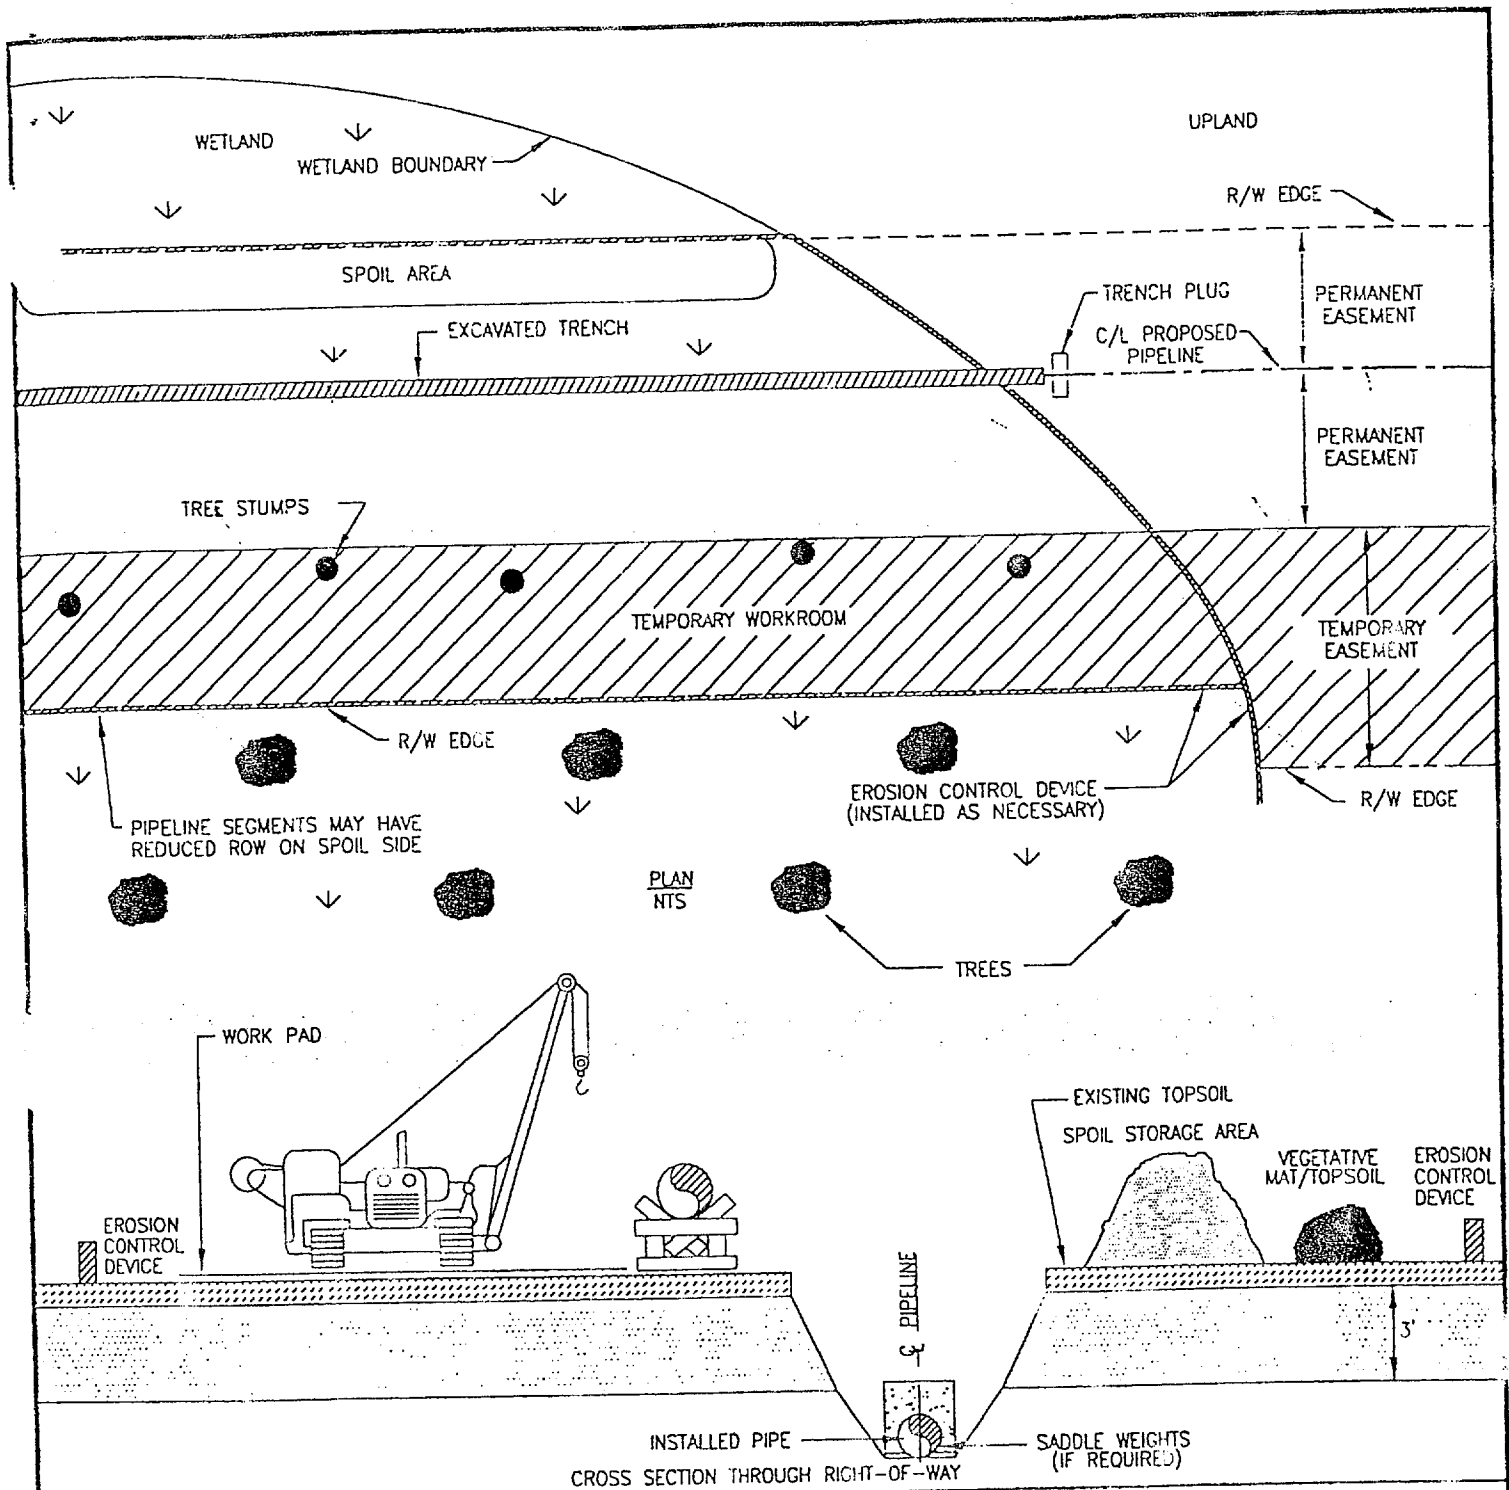 WETLAND
WETLAND BOUNDARY
UPLAND
R/W EDGE
SPOIL AREA
TRENCH PLUG
PERMANENT
EASEMENT
EXCAVATED TRENCH
C/L PROPOSED
PIPELINE
PERMANENT
EASEMENT
TREE STUMPS
TEMPORARY WORKROOM
TEMPORARY
EASEMENT
R/W EDGE
EROSION CONTROL DEVICE
(INSTALLED AS NECESSARY)
R/W EDGE
PIPELINE SEGMENTS MAY HAVE
REDUCED ROW ON SPOIL SIDE
PLAN
NTS
TREES
WORK PAD
EXISTING TOPSOIL
SPOIL STORAGE AREA
VEGETATIVE
MAT/TOPSOIL
EROSION
CONTROL
DEVICE
EROSION
CONTROL
DEVICE
℄ PIPELINE
3'
INSTALLED PIPE
SADDLE WEIGHTS
(IF REQUIRED)
CROSS SECTION THROUGH RIGHT-OF-WAY